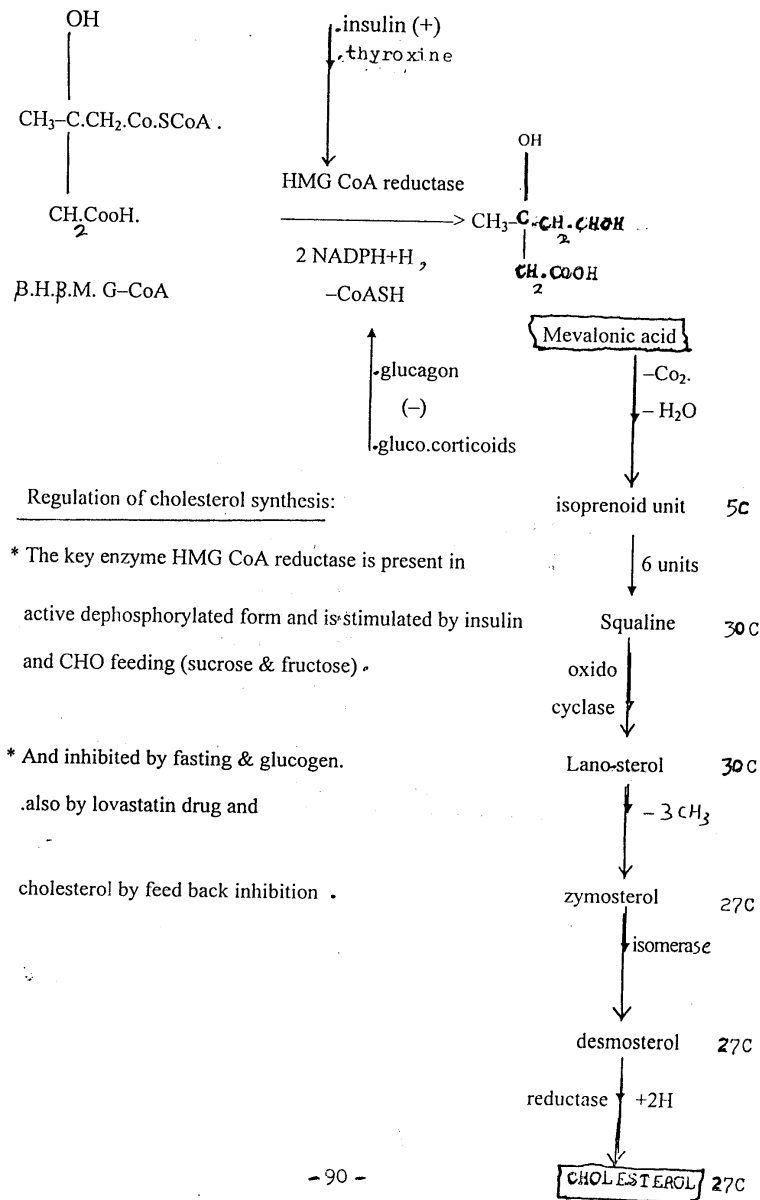 OH
.insulin (+)
.thyroxine
CH₃–C.CH₂.Co.SCoA .
OH
HMG CoA reductase
CH₂.CooH.
CH₃–C.CH₂.CHOH
2 NADPH+H ,
CH₂.COOH
β.H.β.M. G–CoA
–CoASH
Mevalonic acid
.glucagon
–Co₂.
(–)
– H₂O
.gluco.corticoids
Regulation of cholesterol synthesis:
isoprenoid unit 5C
* The key enzyme HMG CoA reductase is present in
6 units
active dephosphorylated form and is stimulated by insulin
Squaline 30C
and CHO feeding (sucrose & fructose) .
oxido
cyclase
* And inhibited by fasting & glucogen.
Lano-sterol 30C
.also by lovastatin drug and
– 3 CH₃
cholesterol by feed back inhibition .
zymosterol 27C
isomerase
desmosterol 27C
reductase +2H
– 90 –
CHOLESTEROL 27C